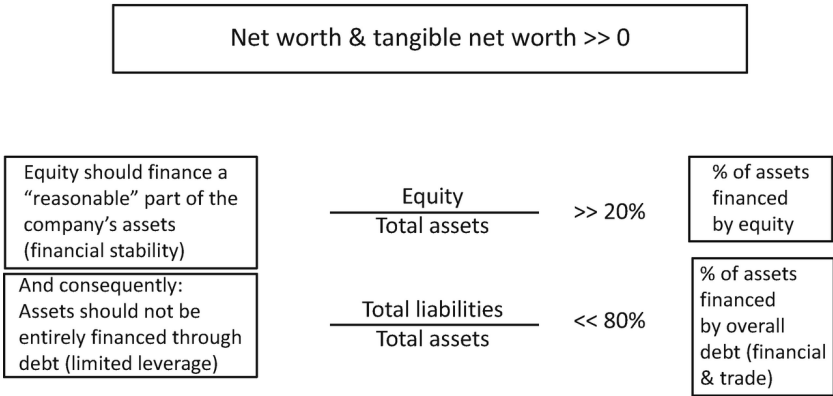 Net worth & tangible net worth >> 0
Equity should finance a
“reasonable” part of the
company’s assets
(financial stability)
Equity
Total assets
>> 20%
% of assets
financed
by equity
And consequently:
Assets should not be
entirely financed through
debt (limited leverage)
Total liabilities
Total assets
<< 80%
% of assets
financed
by overall
debt (financial
& trade)